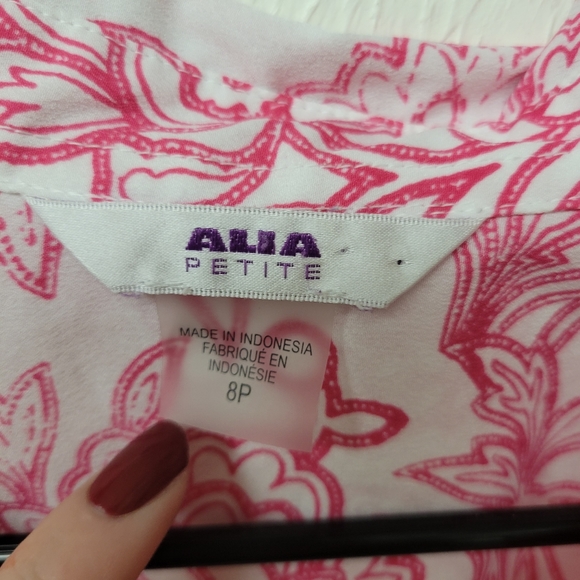 ALIA
PETITE
MADE IN INDONESIA
FABRIQUÉ EN
INDONÉSIE
8P